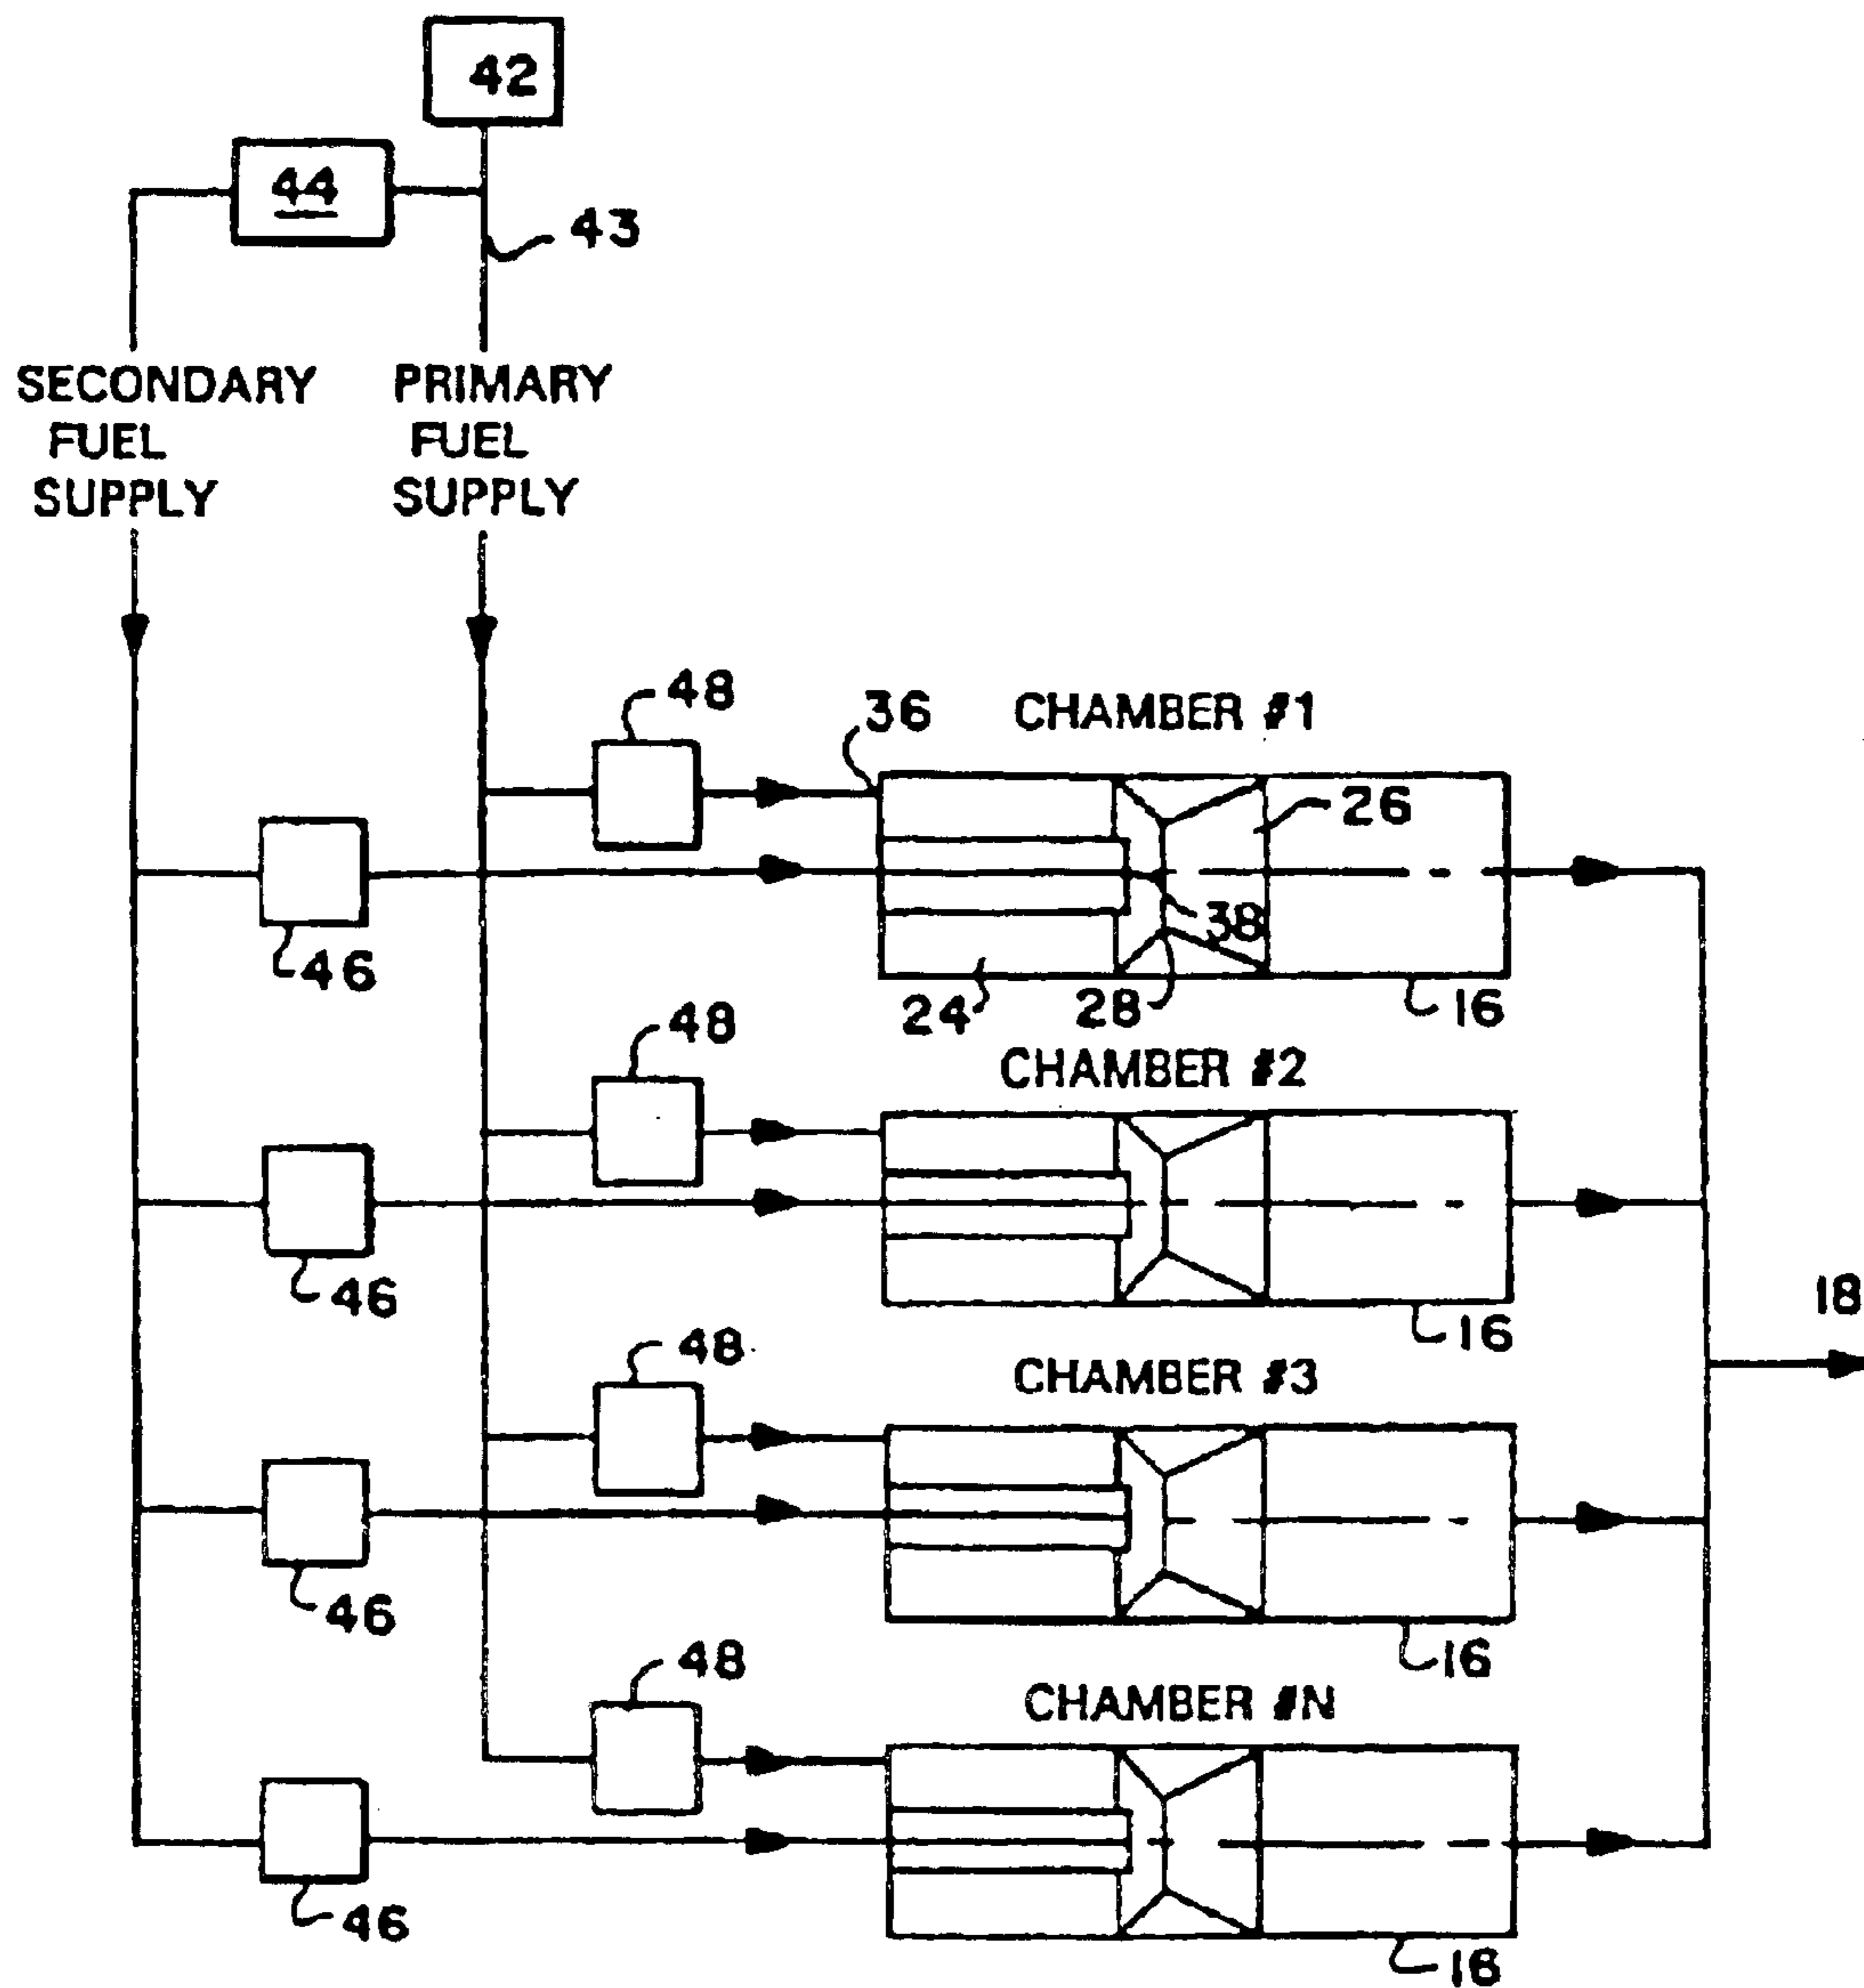 42
44
43
SECONDARY
FUEL
SUPPLY
PRIMARY
FUEL
SUPPLY
48
36
CHAMBER #1
26
46
38
24
28
16
48
CHAMBER #2
46
16
18
48
CHAMBER #3
46
16
48
CHAMBER #N
46
16